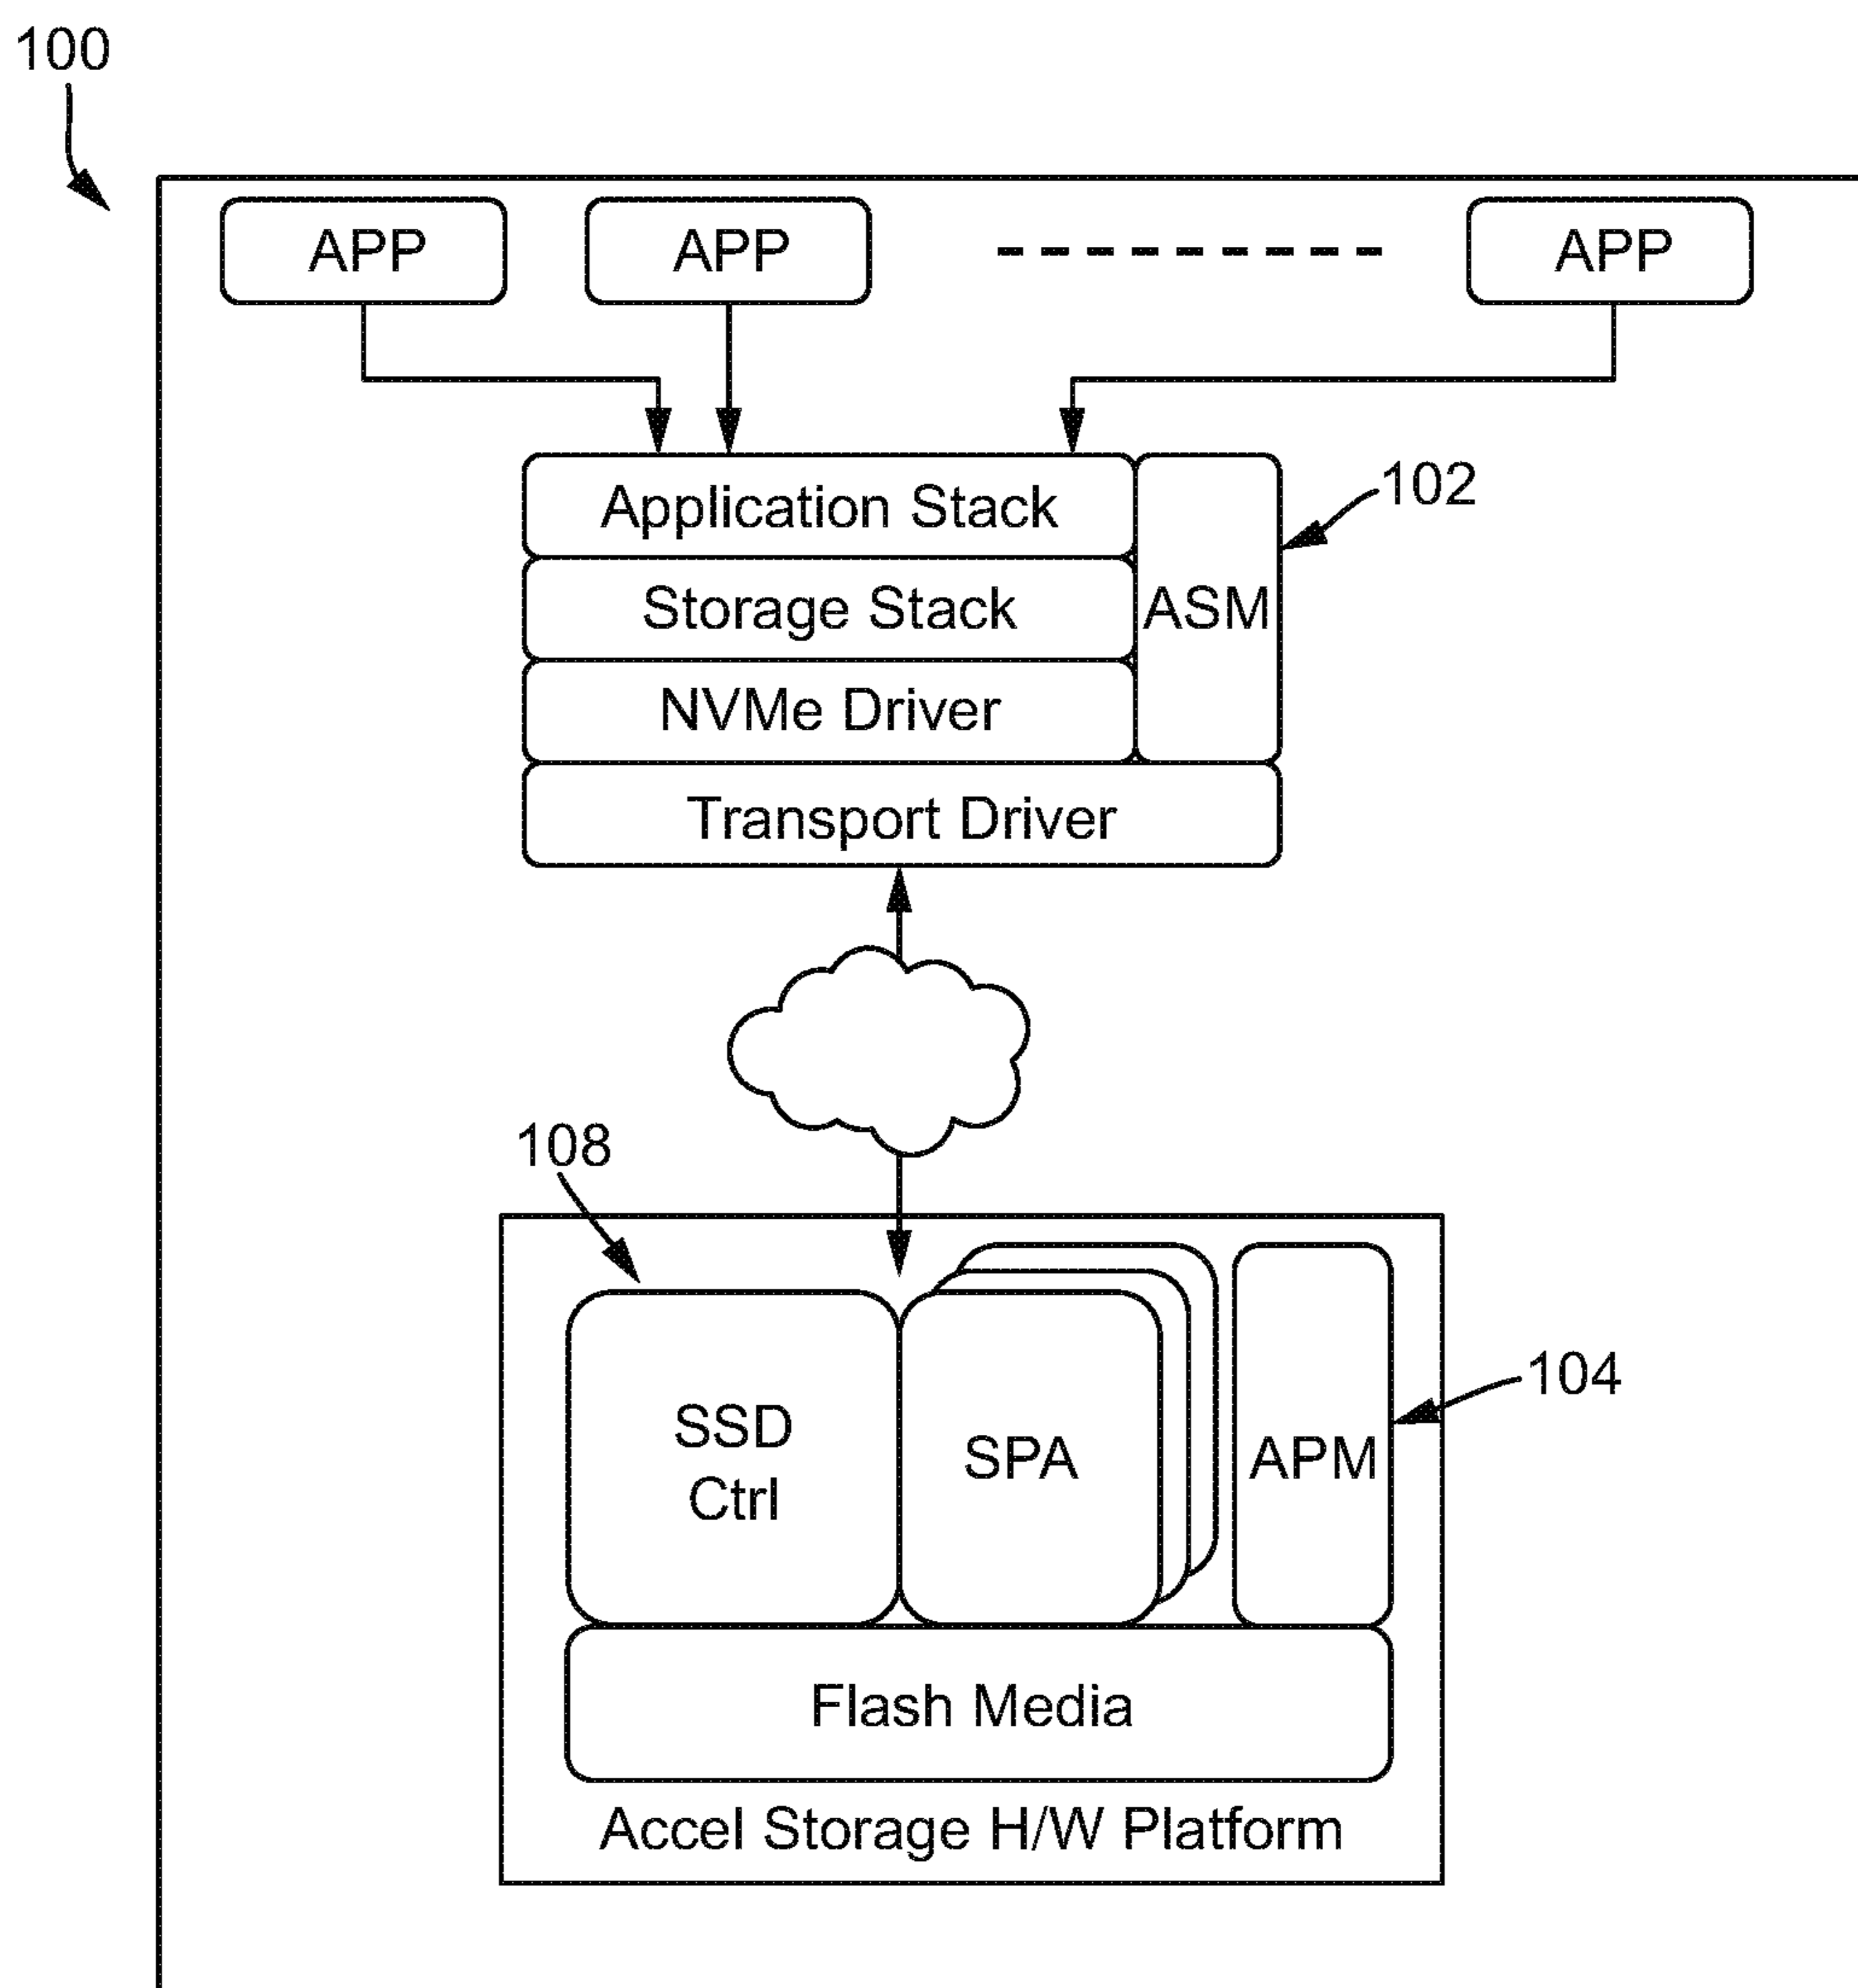 100
APP
APP
APP
Application Stack
102
Storage Stack
ASM
NVMe Driver
Transport Driver
108
104
SSD
Ctrl
SPA
APM
Flash Media
Accel Storage H/W Platform